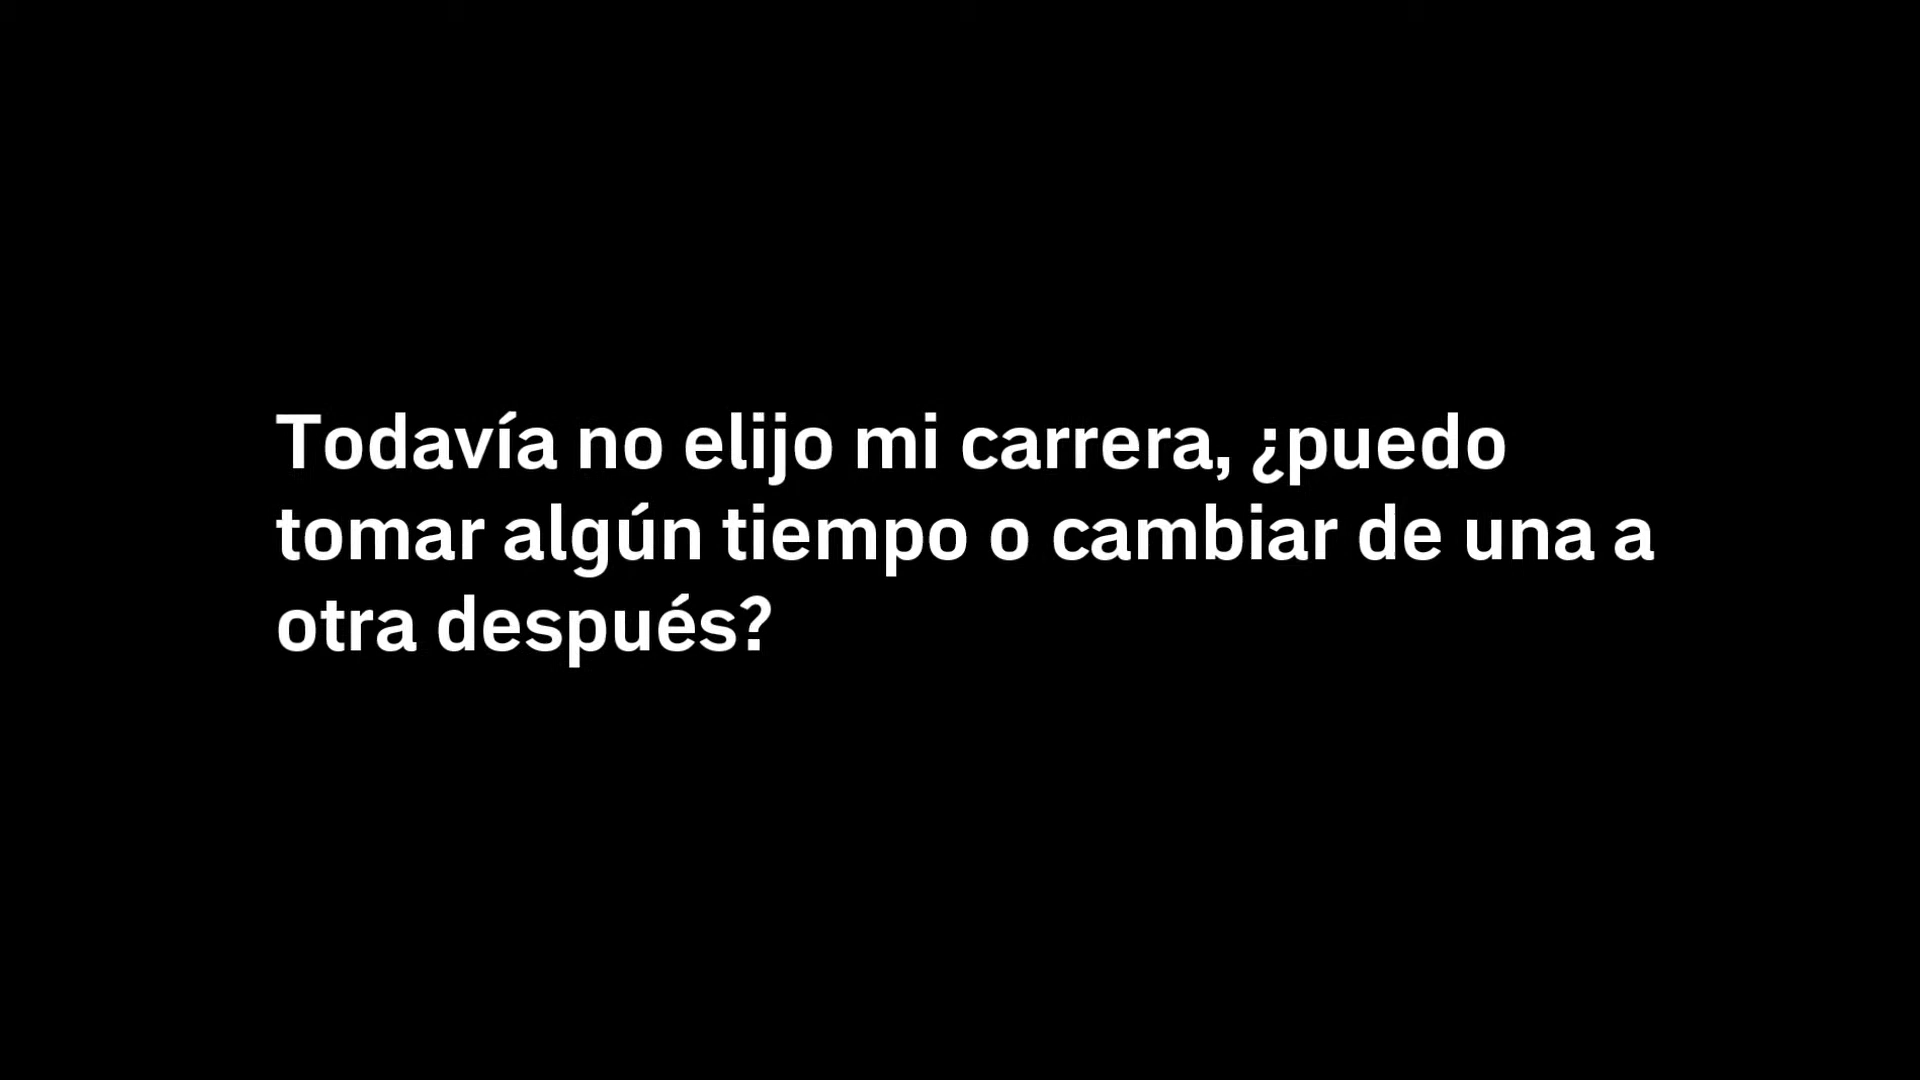 Todavía no elijo mi carrera, ¿puedo
tomar algún tiempo o cambiar de una a
otra después?